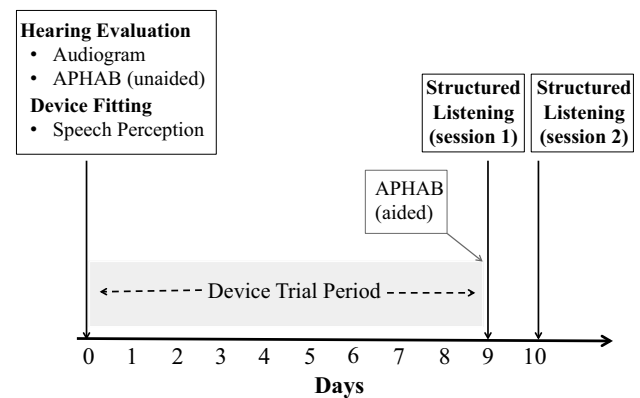 Hearing Evaluation
• Audiogram
• APHAB (unaided)
Device Fitting
• Speech Perception
Structured
Listening
(session 1)
Structured
Listening
(session 2)
APHAB
(aided)
Device Trial Period
0 1 2 3 4 5 6 7 8 9 10
Days